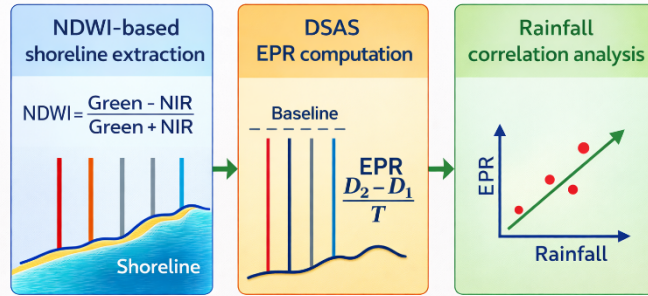 NDWI-based
shoreline extraction
NDWI = Green - NIR
Green + NIR
Shoreline
DSAS
EPR computation
Baseline
EPR
D₂ – D₁
T
Rainfall
correlation analysis
EPR
Rainfall